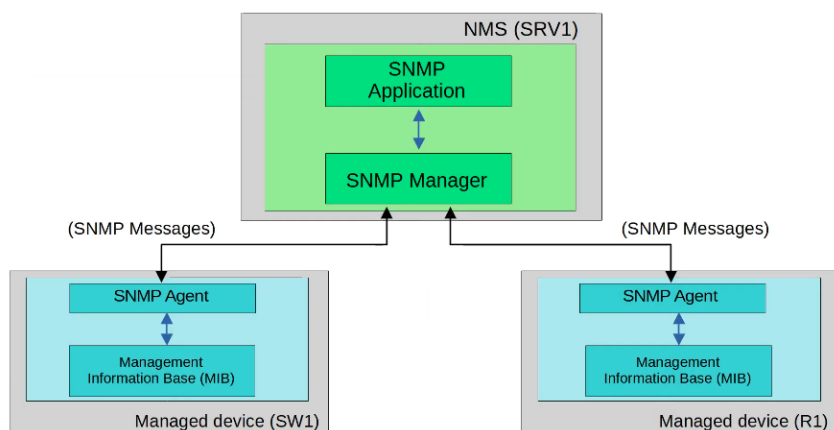 NMS (SRV1)
SNMP
Application
SNMP Manager
(SNMP Messages)
(SNMP Messages)
SNMP Agent
Management
Information Base (MIB)
Managed device (SW1)
SNMP Agent
Management
Information Base (MIB)
Managed device (R1)